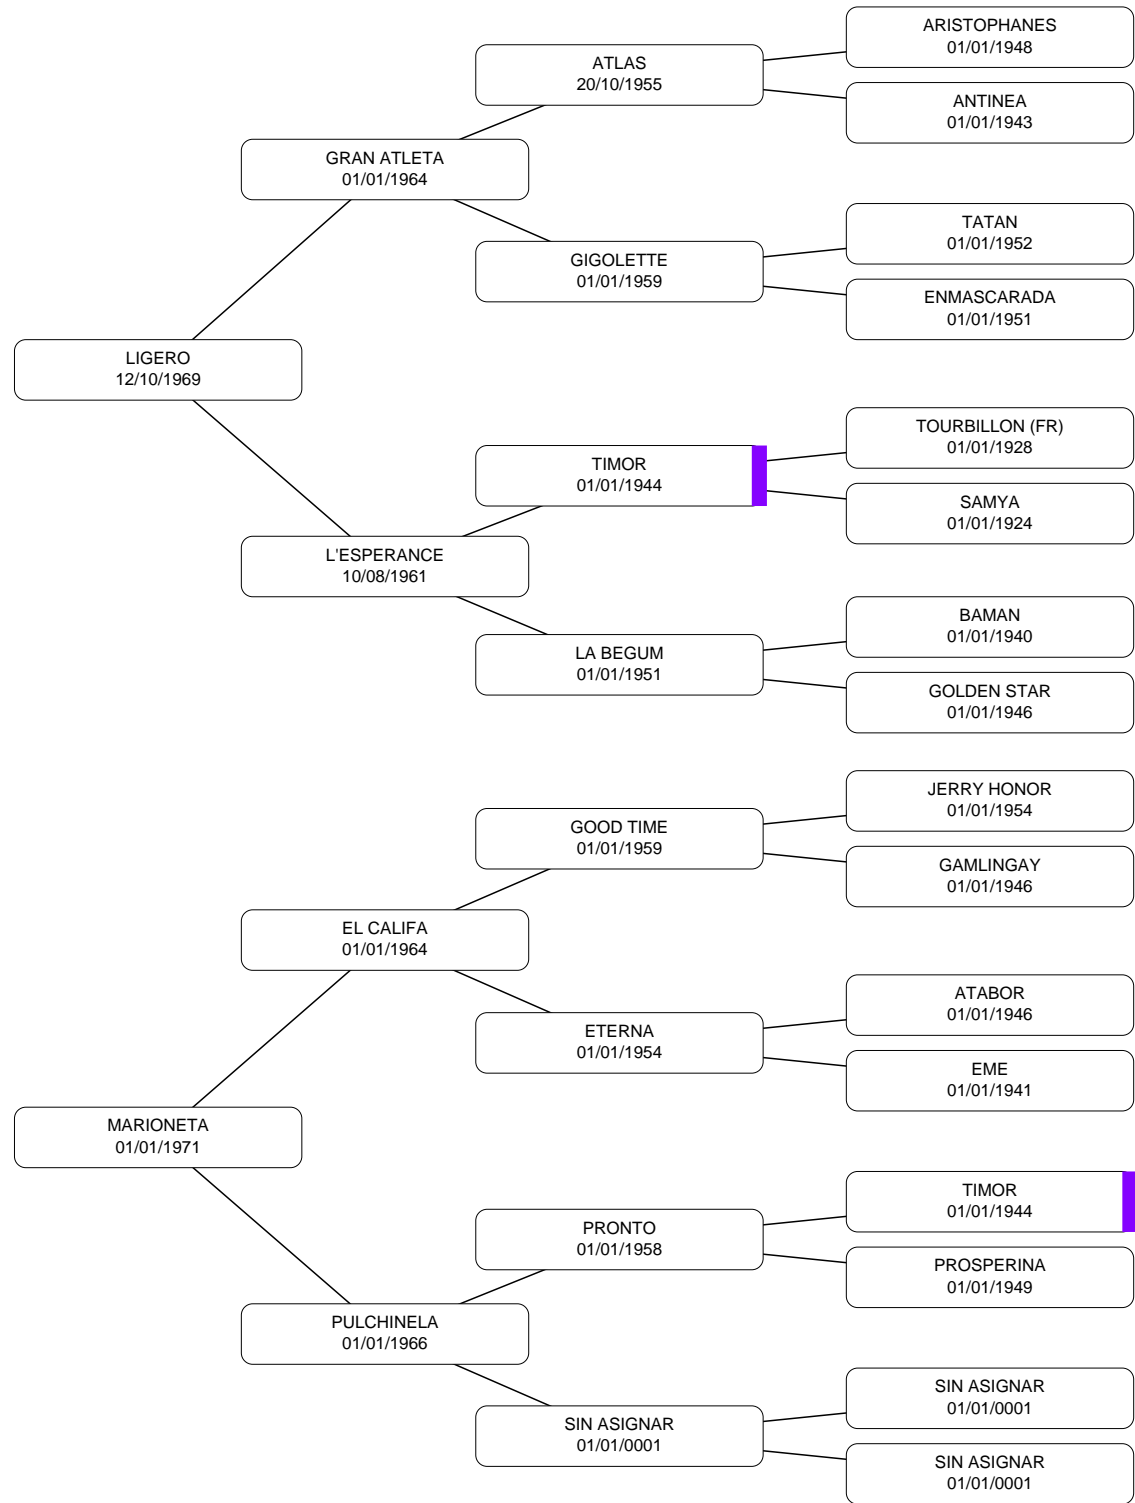 ARISTOPHANES
01/01/1948
ATLAS
20/10/1955
ANTINEA
01/01/1943
GRAN ATLETA
01/01/1964
TATAN
01/01/1952
GIGOLETTE
01/01/1959
ENMASCARADA
01/01/1951
LIGERO
12/10/1969
TOURBILLON (FR)
01/01/1928
TIMOR
01/01/1944
SAMYA
01/01/1924
L'ESPERANCE
10/08/1961
BAMAN
01/01/1940
LA BEGUM
01/01/1951
GOLDEN STAR
01/01/1946
JERRY HONOR
01/01/1954
GOOD TIME
01/01/1959
GAMLINGAY
01/01/1946
EL CALIFA
01/01/1964
ATABOR
01/01/1946
ETERNA
01/01/1954
EME
01/01/1941
MARIONETA
01/01/1971
TIMOR
01/01/1944
PRONTO
01/01/1958
PROSPERINA
01/01/1949
PULCHINELA
01/01/1966
SIN ASIGNAR
01/01/0001
SIN ASIGNAR
01/01/0001
SIN ASIGNAR
01/01/0001